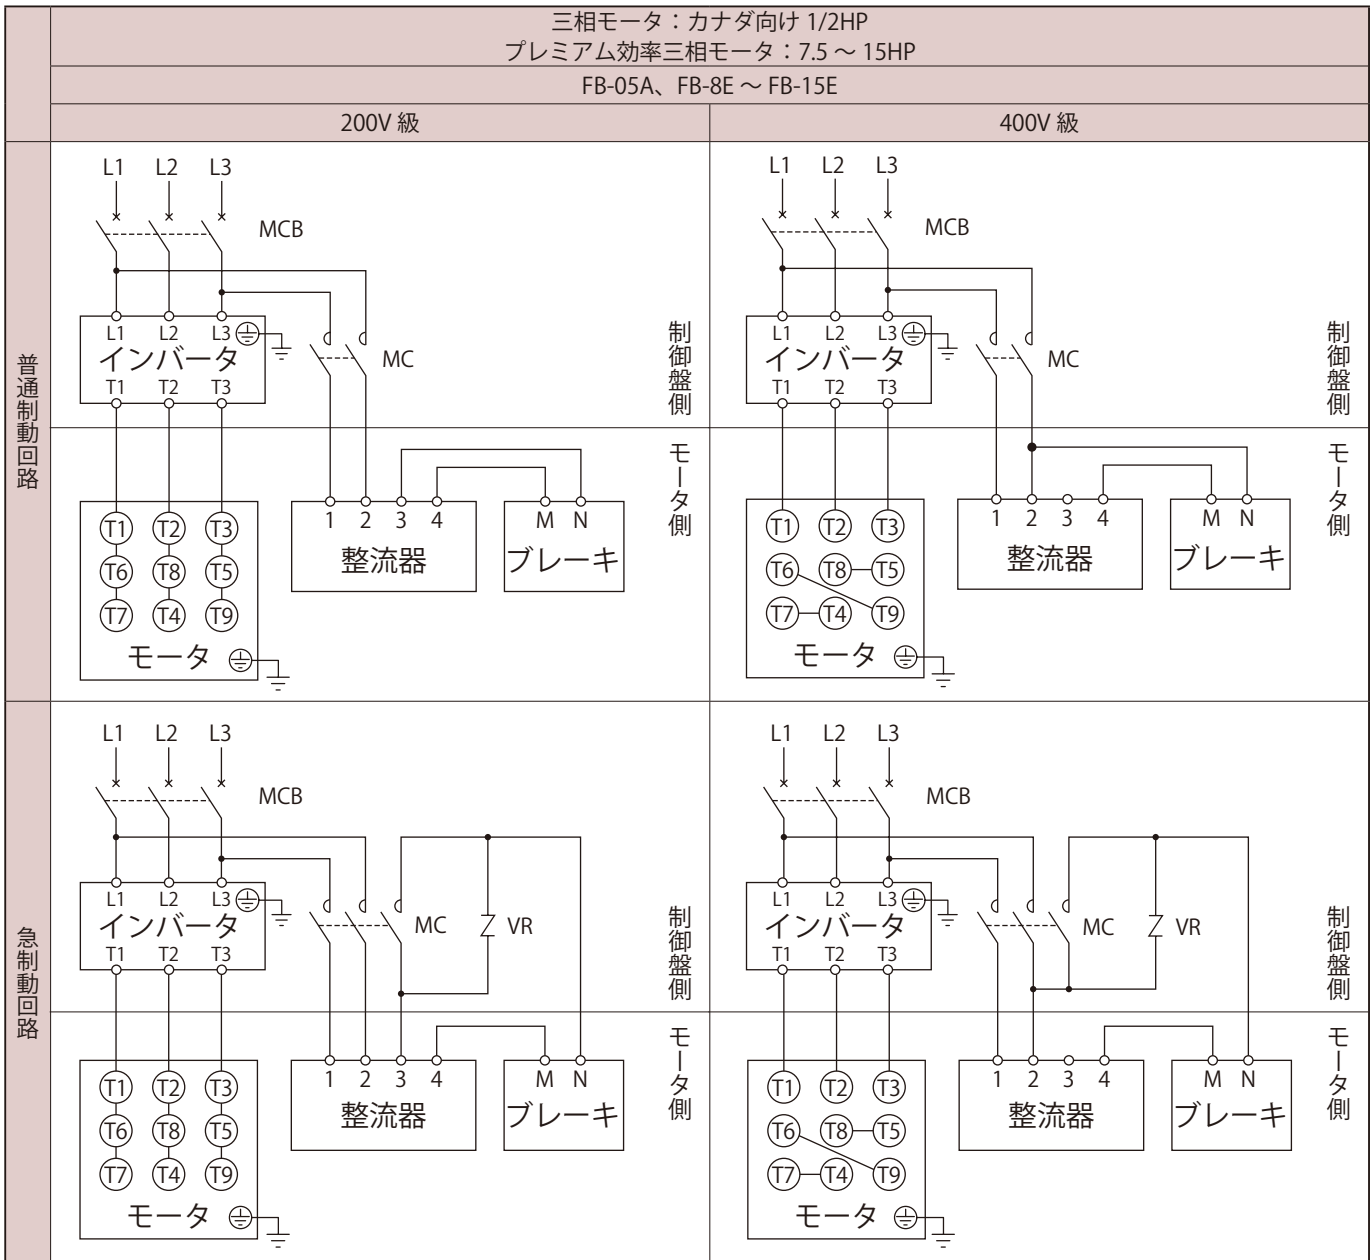 三相モータ：カナダ向け 1/2HP
プレミアム効率三相モータ：7.5 ～ 15HP
FB-05A、FB-8E ～ FB-15E
200V 級
400V 級
普通制動回路
L1 L2 L3
MCB
L1 L2 L3
インバータ
T1 T2 T3
MC
制御盤側
モータ側
T1 T2 T3
T6 T8 T5
T7 T4 T9
モータ
1 2 3 4
整流器
M N
ブレーキ
L1 L2 L3
MCB
L1 L2 L3
インバータ
T1 T2 T3
MC
制御盤側
モータ側
T1 T2 T3
T6 T8 T5
T7 T4 T9
モータ
1 2 3 4
整流器
M N
ブレーキ
急制動回路
L1 L2 L3
MCB
L1 L2 L3
インバータ
T1 T2 T3
MC
VR
制御盤側
モータ側
T1 T2 T3
T6 T8 T5
T7 T4 T9
モータ
1 2 3 4
整流器
M N
ブレーキ
L1 L2 L3
MCB
L1 L2 L3
インバータ
T1 T2 T3
MC
VR
制御盤側
モータ側
T1 T2 T3
T6 T8 T5
T7 T4 T9
モータ
1 2 3 4
整流器
M N
ブレーキ